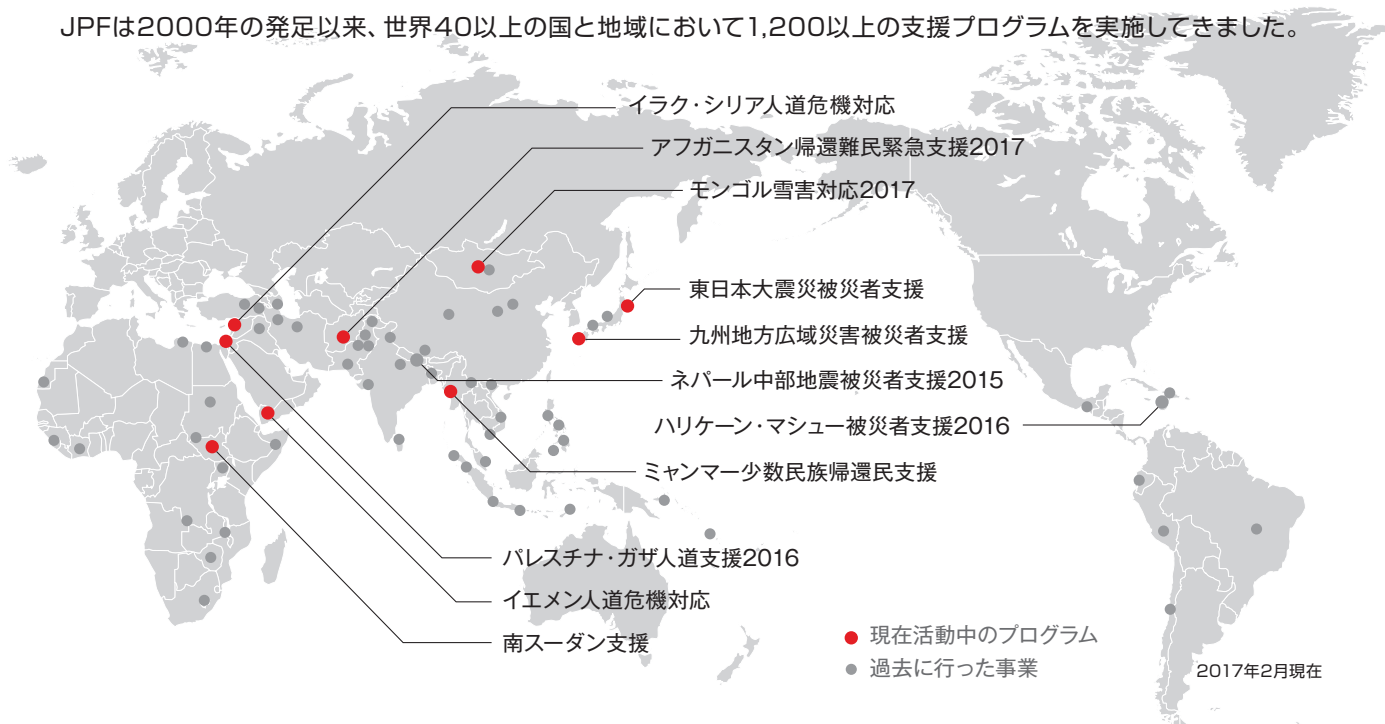 JPFは2000年の発足以来、世界40以上の国と地域において1,200以上の支援プログラムを実施してきました。
イラク・シリア人道危機対応
アフガニスタン帰還難民緊急支援2017
モンゴル雪害対応2017
東日本大震災被災者支援
九州地方広域災害被災者支援
ネパール中部地震被災者支援2015
ハリケーン・マシュー被災者支援2016
ミャンマー少数民族帰還民支援
パレスチナ・ガザ人道支援2016
イエメン人道危機対応
南スーダン支援
現在活動中のプログラム
過去に行った事業
2017年2月現在